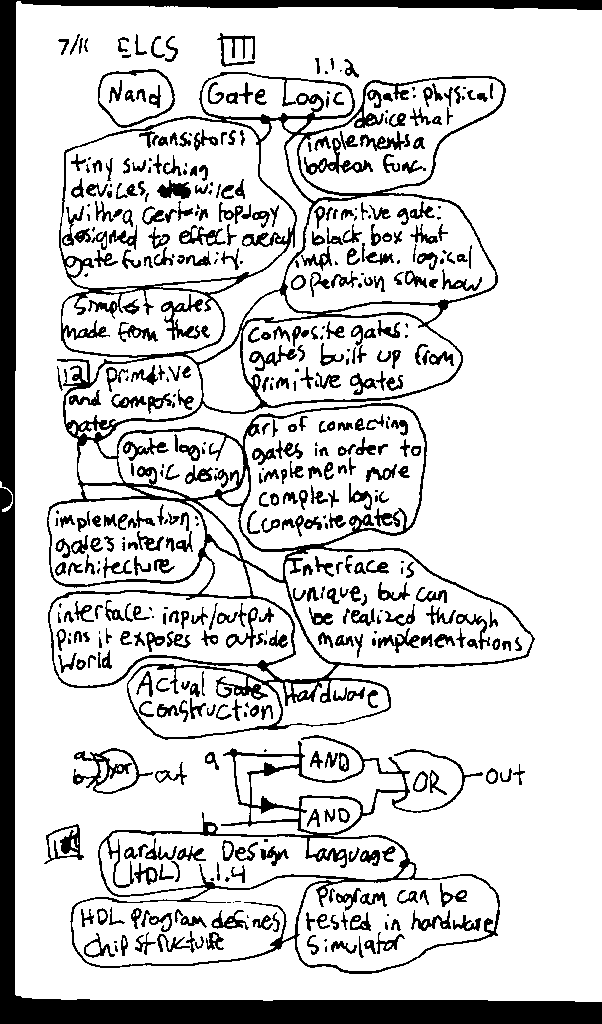 7/11 ELCS 11
1.1.2
Nand
Gate Logic
gate: physical
device that
implements a
boolean func.
Transistors:
tiny switching
devices, wired
with a certain topology
designed to effect overall
gate functionality.
primitive gate:
black box that
impl. elem. logical
operation somehow
Simplest gates
made from these
composite gates:
gates built up from
primitive gates
12 primitive
and composite
gates
gate logic/
logic design
art of connecting
gates in order to
implement more
complex logic
(composite gates)
implementation:
gate's internal
architecture
Interface is
unique, but can
be realized through
many implementations
interface: input/output
pins it exposes to outside
world
Actual Gate
Construction
Hardware
a
b
Xor
out
a
b
AND
AND
OR
out
Hardware Design Language
(HDL) 1.1.4
HDL program defines
chip structure
Program can be
tested in hardware
simulator